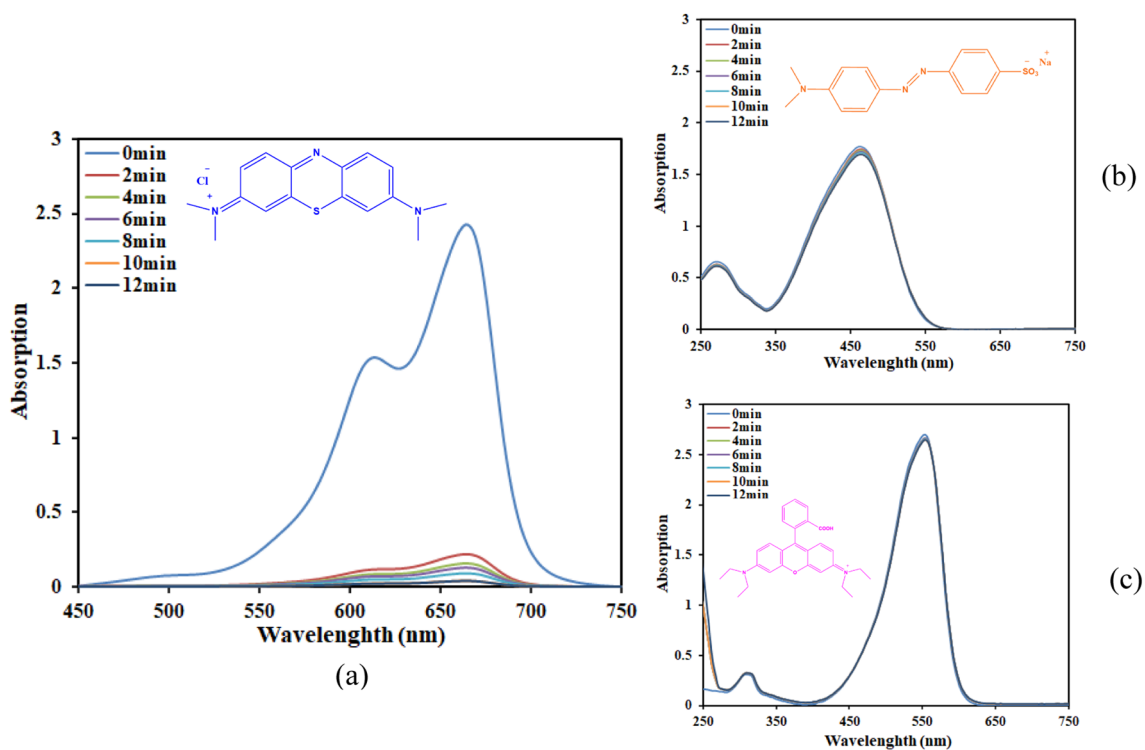 3
2.5
2
1.5
1
0.5
0
450
500
550
600
650
700
750
Absorption
Wavelenghth (nm)
0min
2min
4min
6min
8min
10min
12min
Cl
−
+
N
N
S
N
(a)
3
2.5
2
1.5
1
0.5
0
250
350
450
550
650
750
Absorption
Wavelenghth (nm)
0min
2min
4min
6min
8min
10min
12min
N
N
N
SO3
−
+
Na
(b)
3
2.5
2
1.5
1
0.5
0
250
350
450
550
650
750
Absorption
Wavelenghth (nm)
0min
2min
4min
6min
8min
10min
12min
COOH
N
O
N
(c)